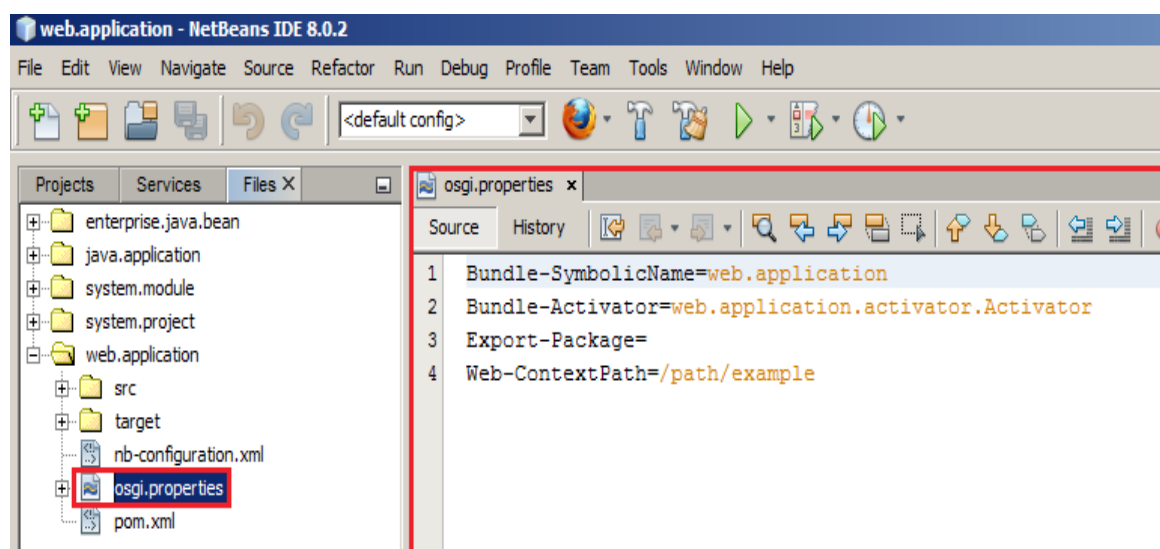 web.application - NetBeans IDE 8.0.2
File Edit View Navigate Source Refactor Run Debug Profile Team Tools Window Help
<default config>
Projects Services Files X
enterprise.java.bean
java.application
system.module
system.project
web.application
src
target
nb-configuration.xml
osgi.properties
pom.xml
osgi.properties x
Source History
1 Bundle-SymbolicName=web.application
2 Bundle-Activator=web.application.activator.Activator
3 Export-Package=
4 Web-ContextPath=/path/example